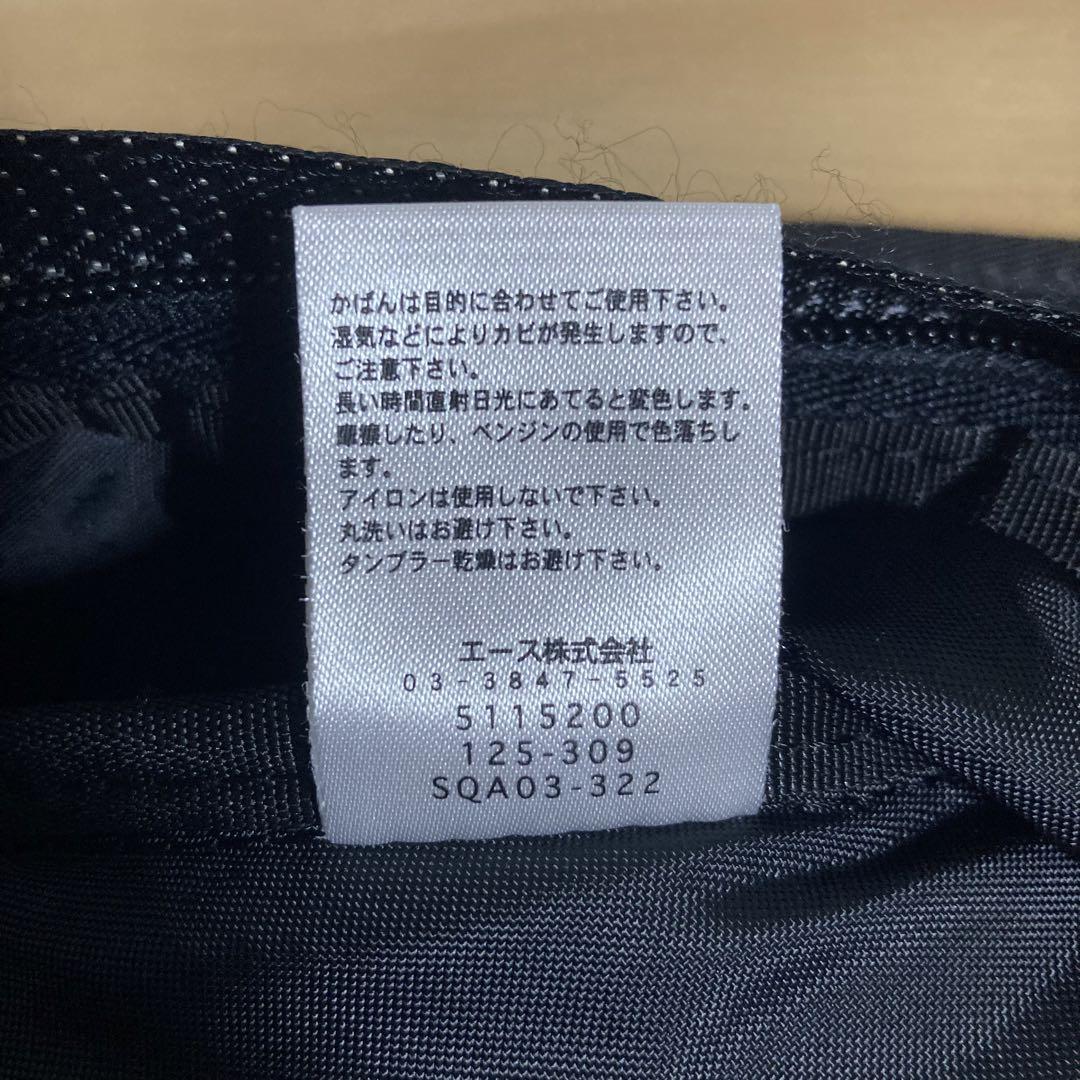 かばんは目的に合わせてご使用下さい。
湿気などによりカビが発生しますので、
ご注意下さい。
長い時間直射日光にあてると変色します。
摩擦したり、ベンジンの使用で色落ちし
ます。
アイロンは使用しないで下さい。
丸洗いはお避け下さい。
タンブラー乾燥はお避け下さい。
エース株式会社
03-3847-5525
5115200
125-309
SQA03-322